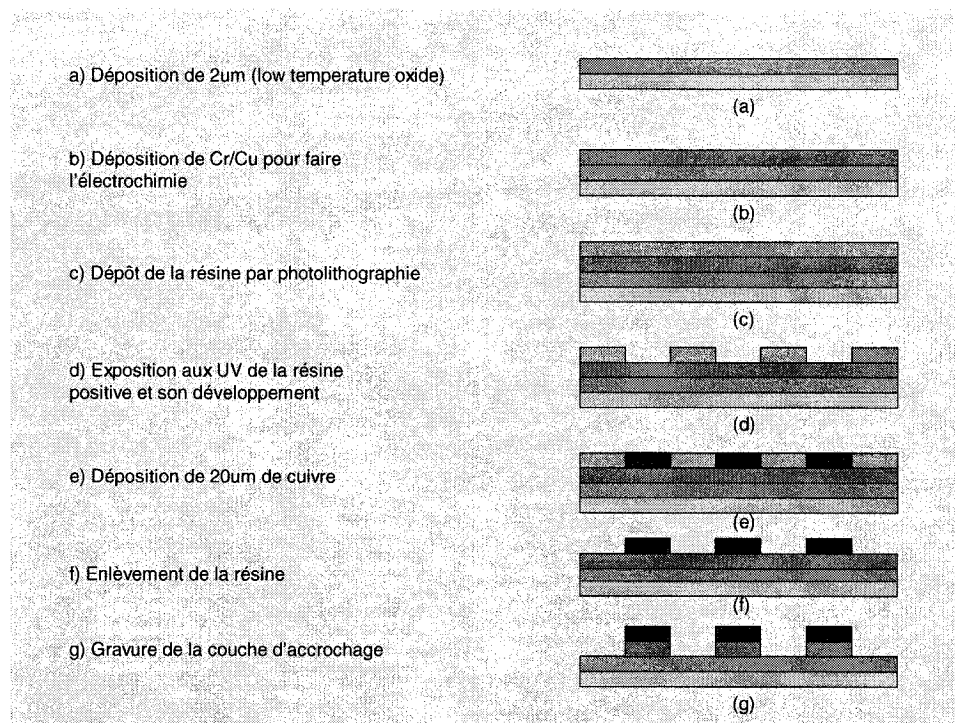 a) Déposition de 2um (low temperature oxide)
(a)
b) Déposition de Cr/Cu pour faire
l'électrochimie
(b)
c) Dépôt de la résine par photolithographie
(c)
d) Exposition aux UV de la résine
positive et son développement
(d)
e) Déposition de 20um de cuivre
(e)
f) Enlèvement de la résine
(f)
g) Gravure de la couche d'accrochage
(g)